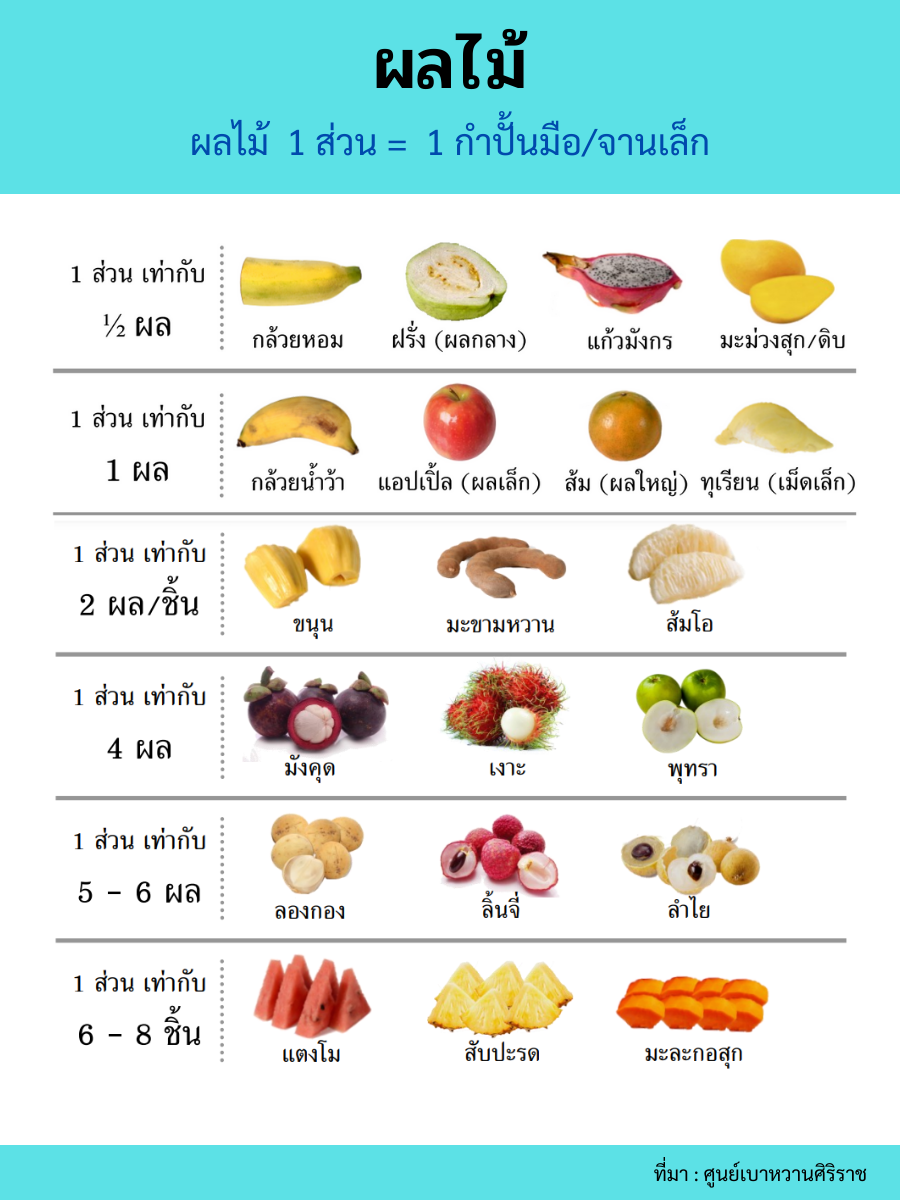 ผลไม้
ผลไม้ 1 ส่วน = 1 กำปั้นมือ/จานเล็ก
1 ส่วน เท่ากับ
½ ผล
กล้วยหอม
ฝรั่ง (ผลกลาง)
แก้วมังกร
มะม่วงสุก/ดิบ
1 ส่วน เท่ากับ
1 ผล
กล้วยน้ำว้า
แอปเปิ้ล (ผลเล็ก)
ส้ม (ผลใหญ่)
ทุเรียน (เม็ดเล็ก)
1 ส่วน เท่ากับ
2 ผล/ชิ้น
ขนุน
มะขามหวาน
ส้มโอ
1 ส่วน เท่ากับ
4 ผล
มังคุด
เงาะ
พุทรา
1 ส่วน เท่ากับ
5 - 6 ผล
ลองกอง
ลิ้นจี่
ลำไย
1 ส่วน เท่ากับ
6 - 8 ชิ้น
แตงโม
สับปะรด
มะละกอสุก
ที่มา : ศูนย์เบาหวานศิริราช